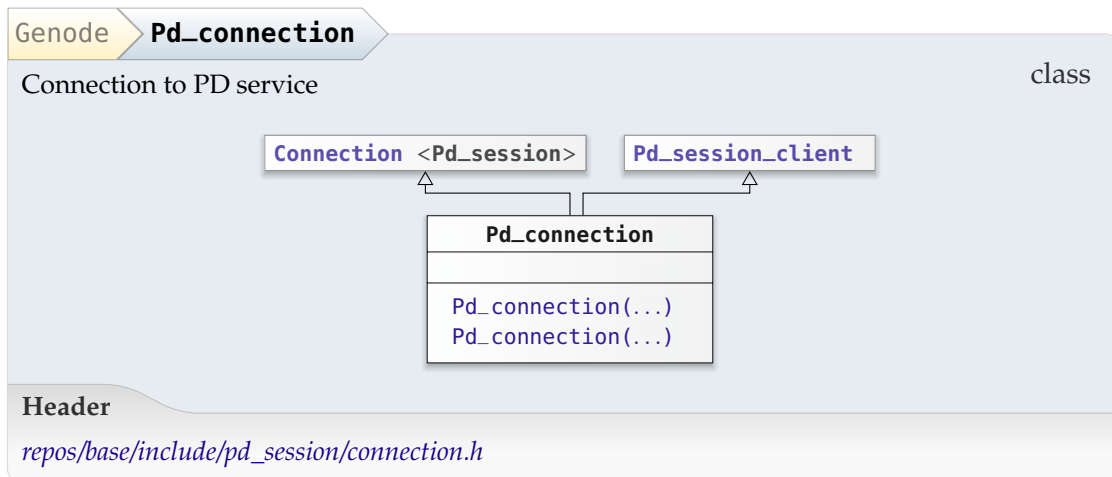 Genode Pd_connection
class
Connection to PD service
Connection <Pd_session> Pd_session_client
Pd_connection
Pd_connection(...)
Pd_connection(...)
Header
repos/base/include/pd_session/connection.h